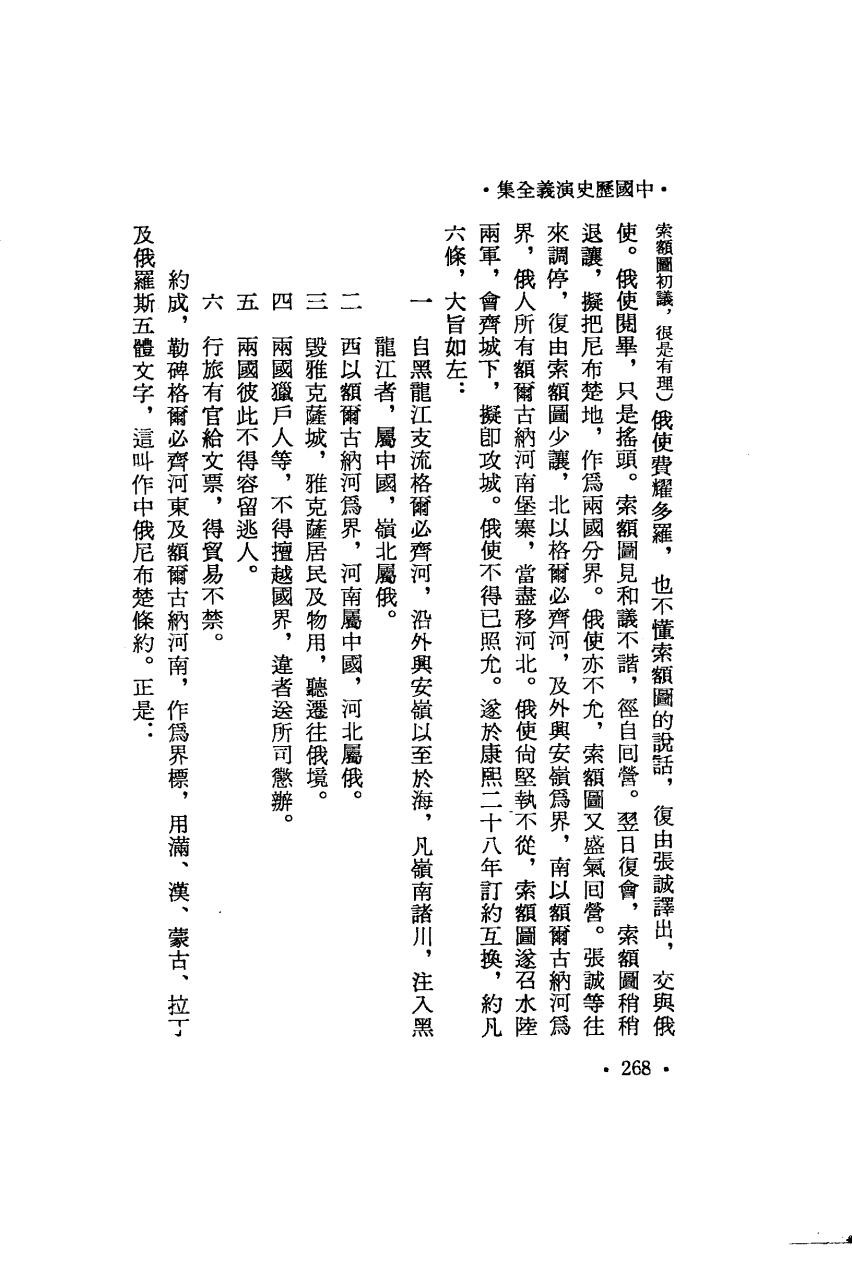 •中國歷史演義全集•
索額圖初議，很是有理）俄使費耀多羅，也不懂索額圖的說話，復由張誠譯出，交與俄
使。俄使閱畢，只是搖頭。索額圖見和議不諧，徑自回營。翌日復會，索額圖稍稍
退讓，擬把尼布楚地，作爲兩國分界。俄使亦不允，索額圖又盛氣回營。張誠等往
來調停，復由索額圖少讓，北以格爾必齊河，及外興安嶺爲界，南以額爾古納河爲
界，俄人所有額爾古納河南堡寨，當盡移河北。俄使尙堅執不從，索額圖遂召水陸
兩軍，會齊城下，擬卽攻城。俄使不得已照允。遂於康熙二十八年訂約互換，約凡
六條，大旨如左：
一　自黑龍江支流格爾必齊河，沿外興安嶺以至於海，凡嶺南諸川，注入黑
龍江者，屬中國，嶺北屬俄。
二　西以額爾古納河爲界，河南屬中國，河北屬俄。
三　毀雅克薩城，雅克薩居民及物用，聽遷往俄境。
四　兩國獵戶人等，不得擅越國界，違者送所司懲辦。
五　兩國彼此不得容留逃人。
六　行旅有官給文票，得貿易不禁。
約成，勒碑格爾必齊河東及額爾古納河南，作爲界標，用滿、漢、蒙古、拉丁
及俄羅斯五體文字，這叫作中俄尼布楚條約。正是：
•268•